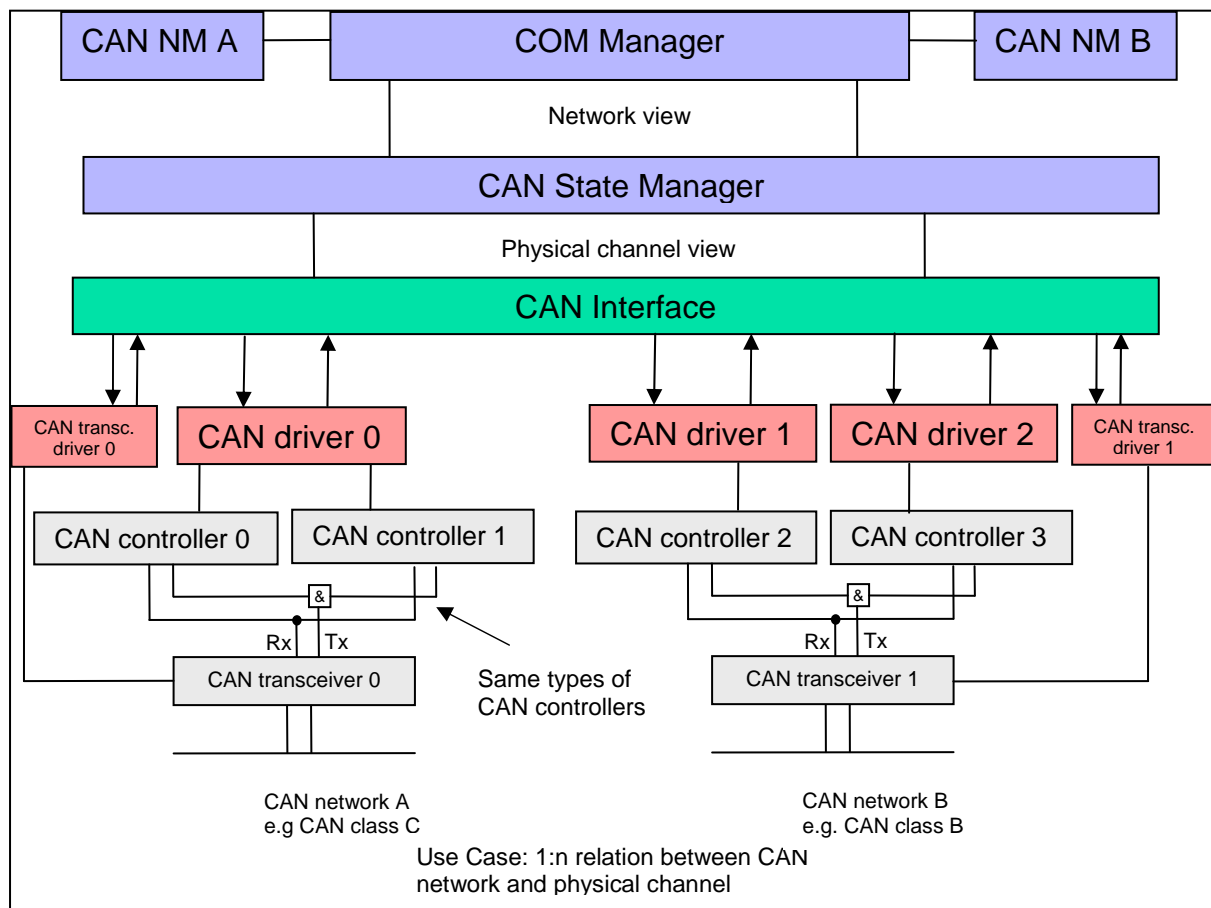 CAN NM A
COM Manager
CAN NM B
Network view
CAN State Manager
Physical channel view
CAN Interface
CAN transc.
driver 0
CAN driver 0
CAN driver 1
CAN driver 2
CAN transc.
driver 1
CAN controller 0
CAN controller 1
CAN controller 2
CAN controller 3
&
&
Rx
Tx
Rx
Tx
CAN transceiver 0
Same types of
CAN controllers
CAN transceiver 1
CAN network A
e.g CAN class C
CAN network B
e.g. CAN class B
Use Case: 1:n relation between CAN
network and physical channel